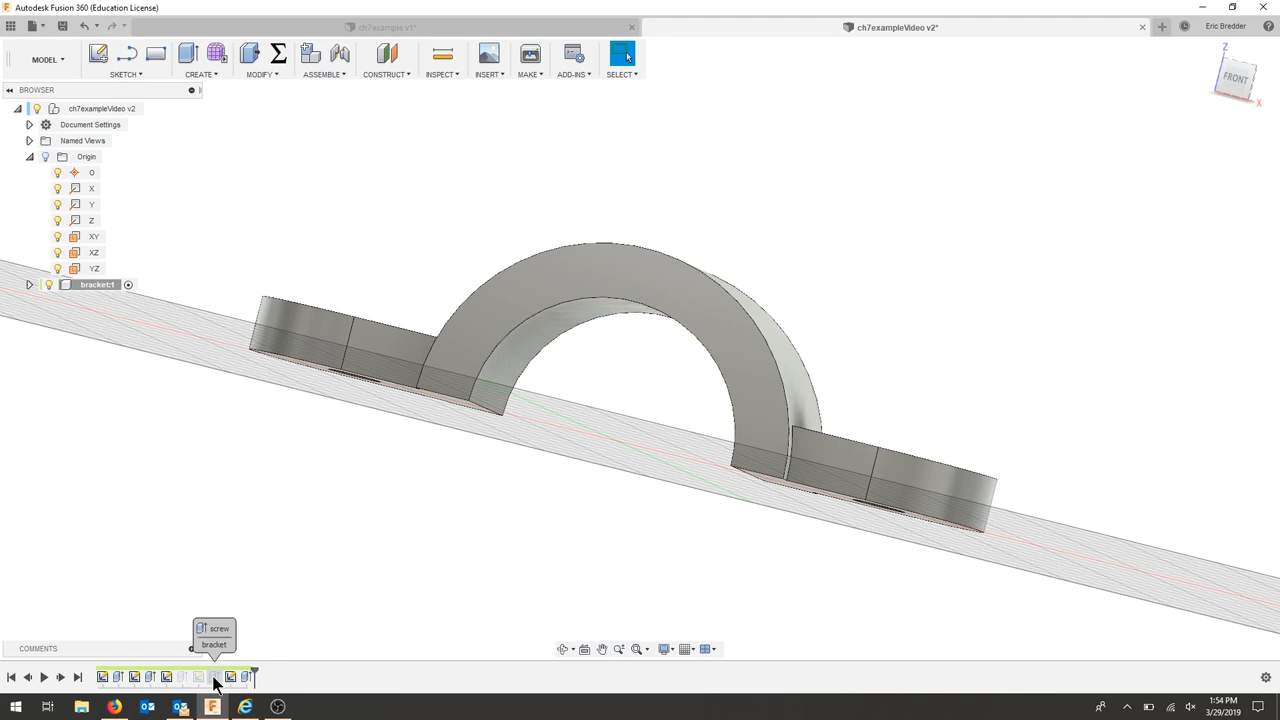 Autodesk Fusion 360 (Education License)
ch7example v1*
ch7exampleVideo v2*
Eric Bredder
MODEL
SKETCH
CREATE
MODIFY
ASSEMBLE
CONSTRUCT
INSPECT
INSERT
MAKE
ADD-INS
SELECT
BROWSER
ch7exampleVideo v2
Document Settings
Named Views
Origin
O
X
Y
Z
XY
XZ
YZ
bracket:1
Z
FRONT
X
screw
bracket
COMMENTS
1:54 PM
3/29/2019